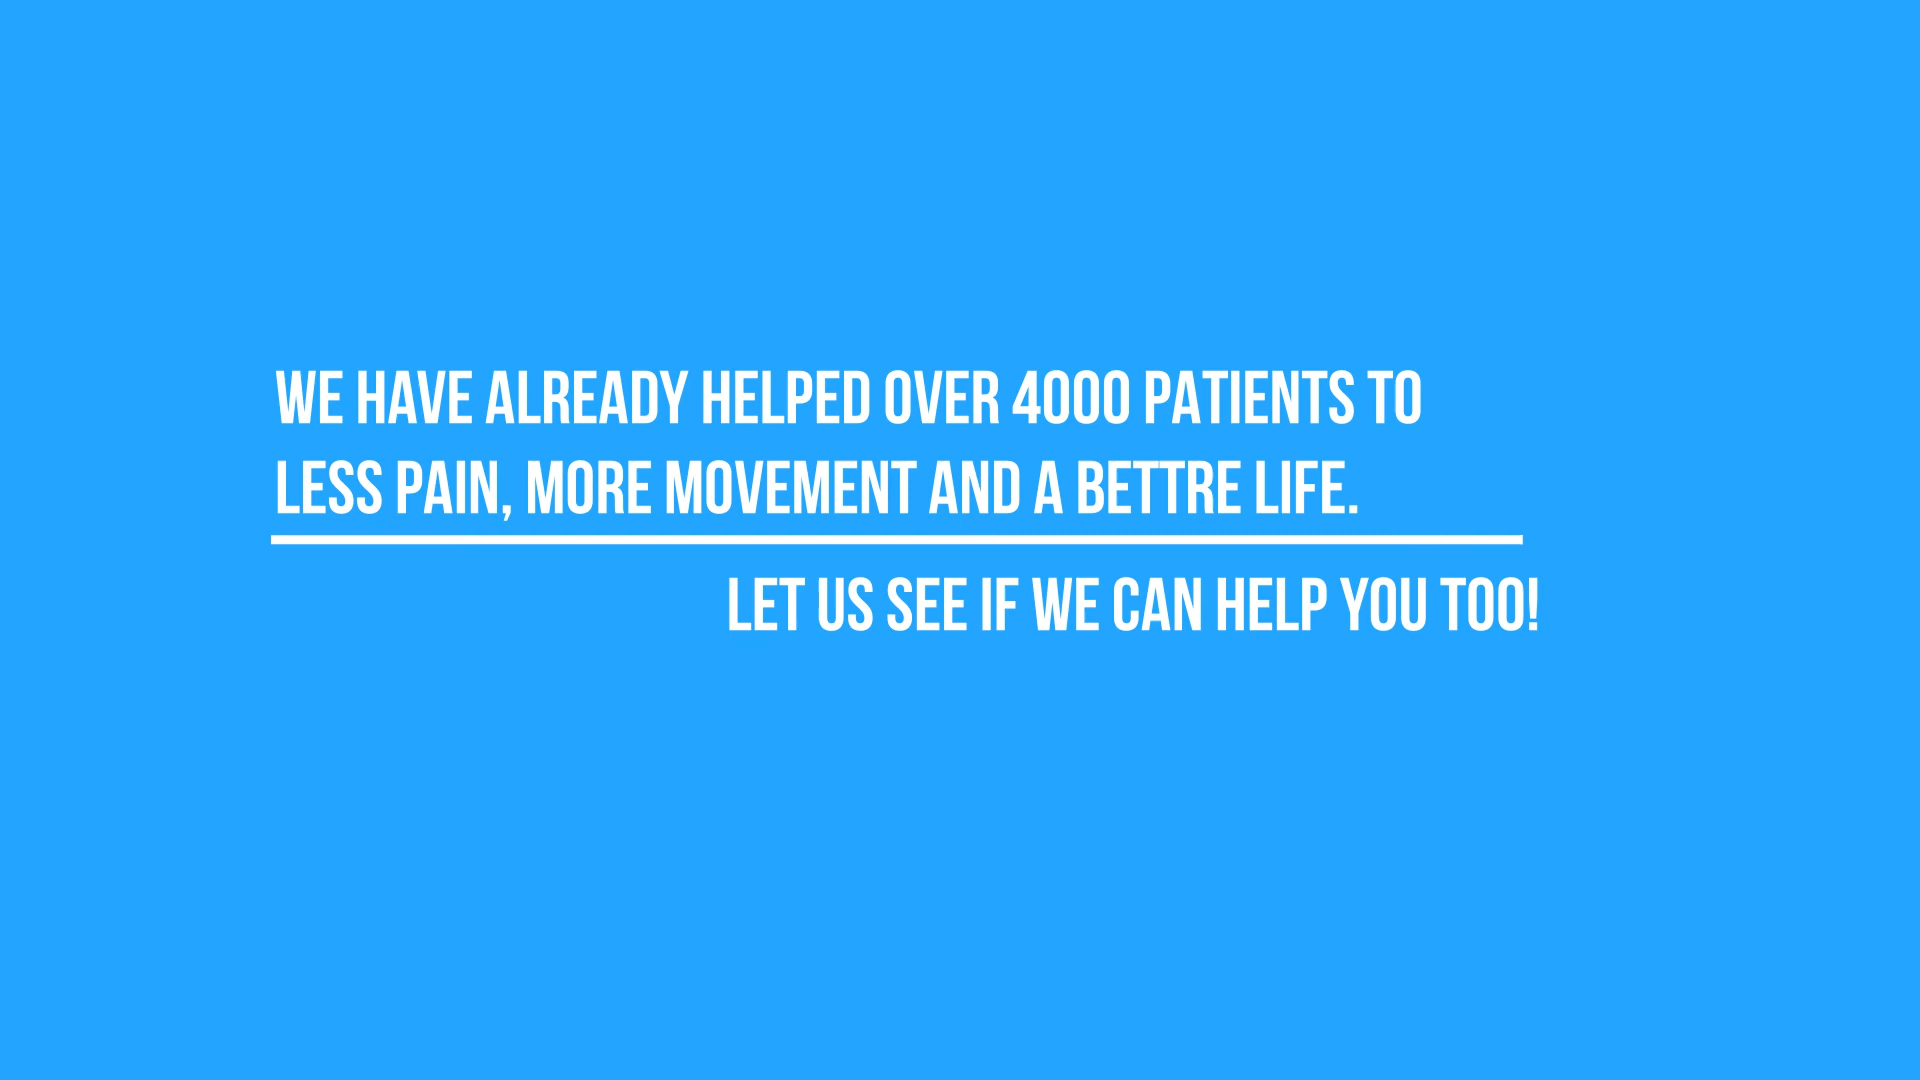 WE HAVE ALREADY HELPED OVER 4000 PATIENTS TO
LESS PAIN, MORE MOVEMENT AND A BETTRE LIFE.
LET US SEE IF WE CAN HELP YOU TOO!